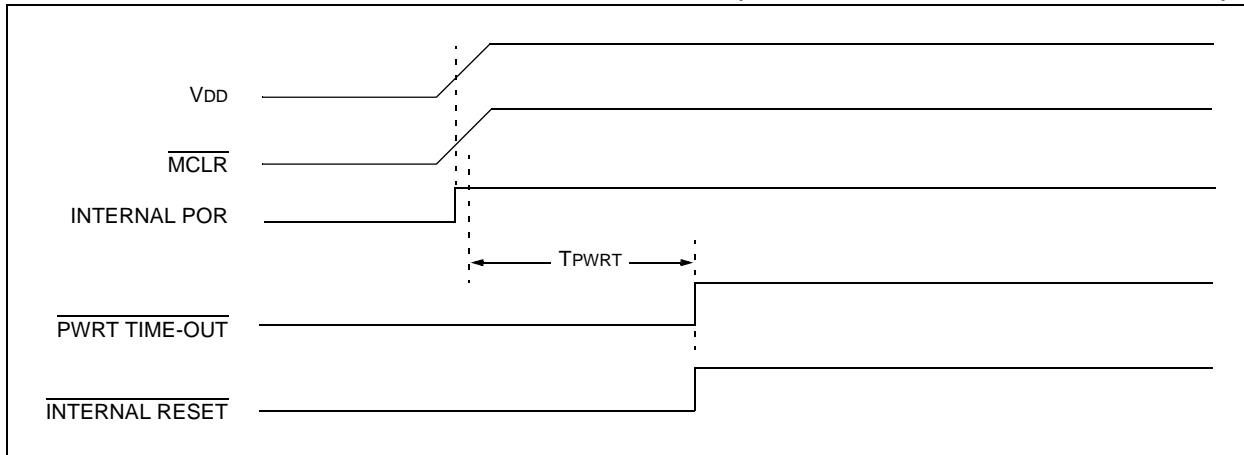 VDD
MCLR
INTERNAL POR
TPWRT
PWRT TIME-OUT
INTERNAL RESET